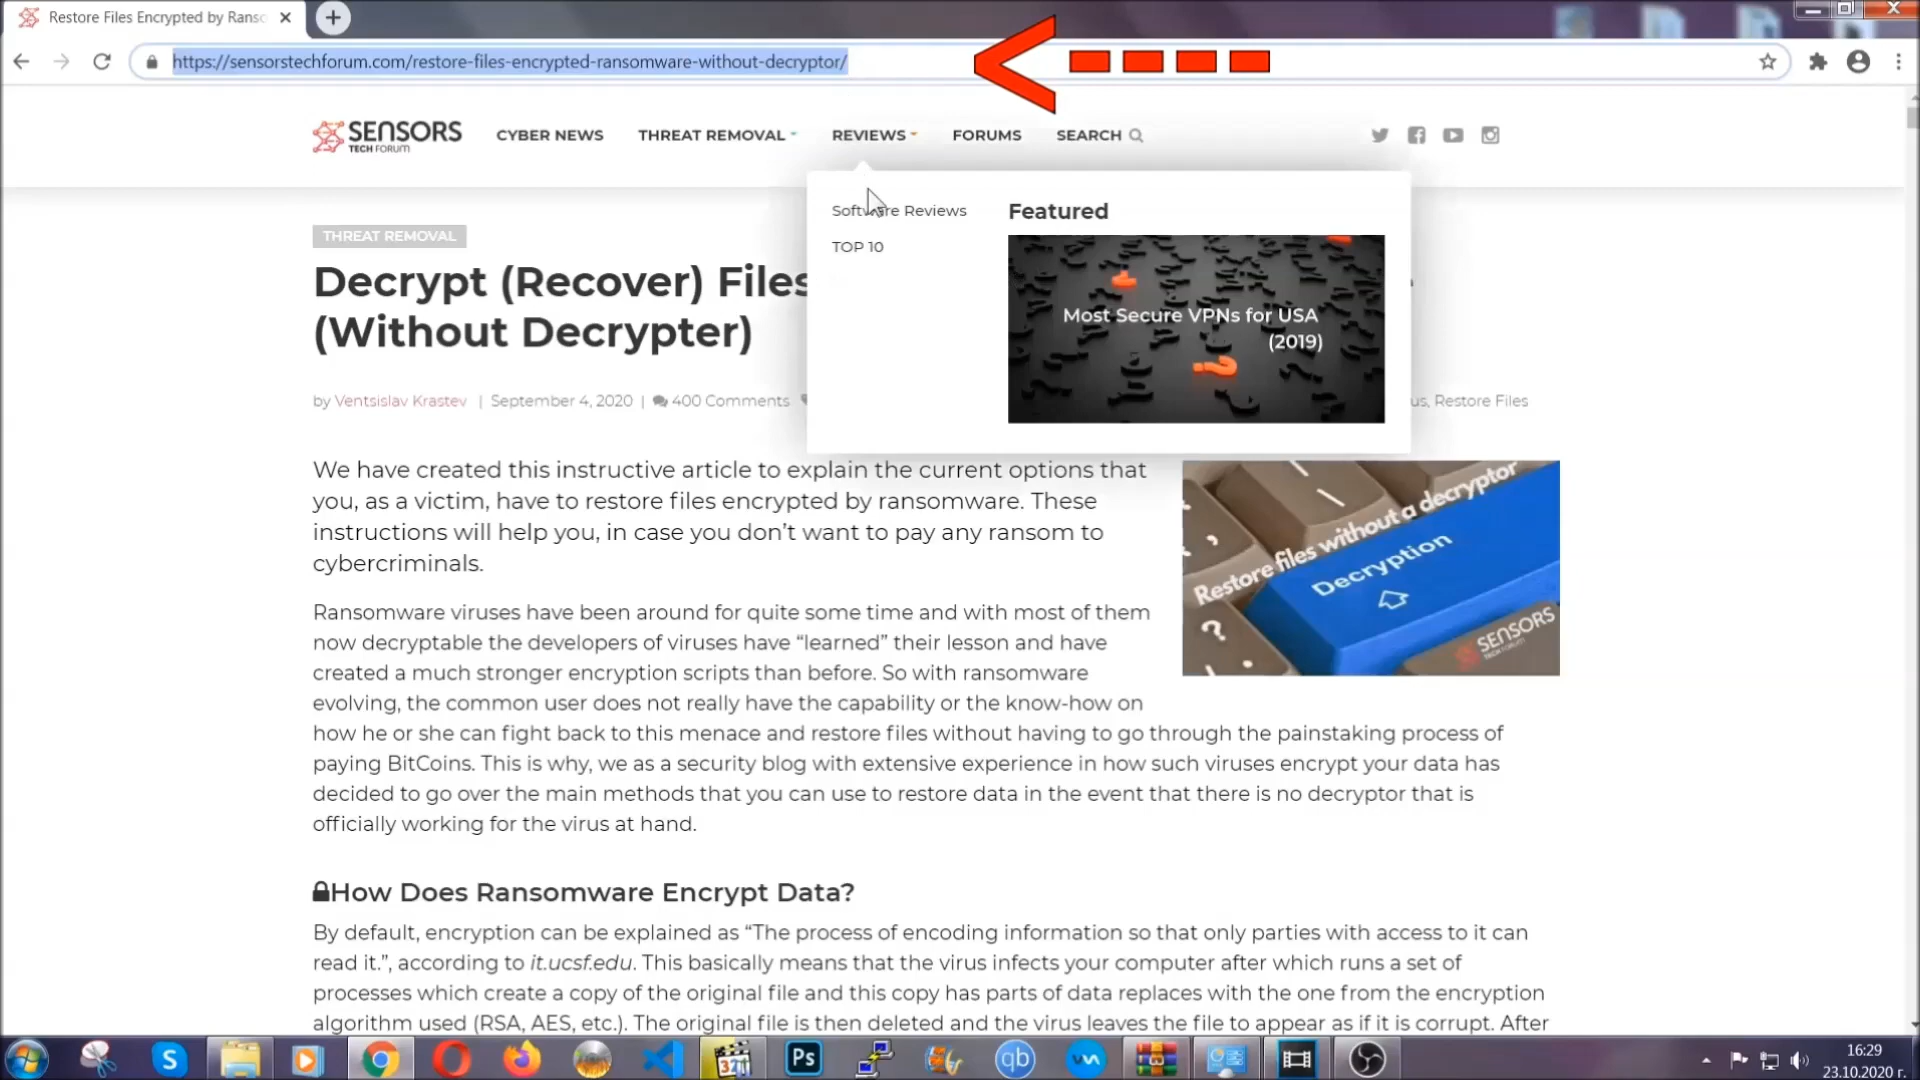 Restore Files Encrypted by Ranso
https://sensorstechforum.com/restore-files-encrypted-ransomware-without-decryptor/
SENSORS
TECH FORUM
CYBER NEWS
THREAT REMOVAL
REVIEWS
FORUMS
SEARCH
Software Reviews
TOP 10
Featured
Most Secure VPNs for USA
(2019)
THREAT REMOVAL
Decrypt (Recover) Files
(Without Decrypter)
by Ventsislav Krastev | September 4, 2020 | 400 Comments
us, Restore Files
We have created this instructive article to explain the current options that
you, as a victim, have to restore files encrypted by ransomware. These
instructions will help you, in case you don’t want to pay any ransom to
cybercriminals.
Restore files without a decryptor
Decryption
SENSORS
TECH FORUM
Ransomware viruses have been around for quite some time and with most of them
now decryptable the developers of viruses have “learned” their lesson and have
created a much stronger encryption scripts than before. So with ransomware
evolving, the common user does not really have the capability or the know-how on
how he or she can fight back to this menace and restore files without having to go through the painstaking process of
paying BitCoins. This is why, we as a security blog with extensive experience in how such viruses encrypt your data has
decided to go over the main methods that you can use to restore data in the event that there is no decryptor that is
officially working for the virus at hand.
How Does Ransomware Encrypt Data?
By default, encryption can be explained as “The process of encoding information so that only parties with access to it can
read it.”, according to it.ucsf.edu. This basically means that the virus infects your computer after which runs a set of
processes which create a copy of the original file and this copy has parts of data replaces with the one from the encryption
algorithm used (RSA, AES, etc.). The original file is then deleted and the virus leaves the file to appear as if it is corrupt. After
S
321
Ps
qb
16:29
23.10.2020 г.